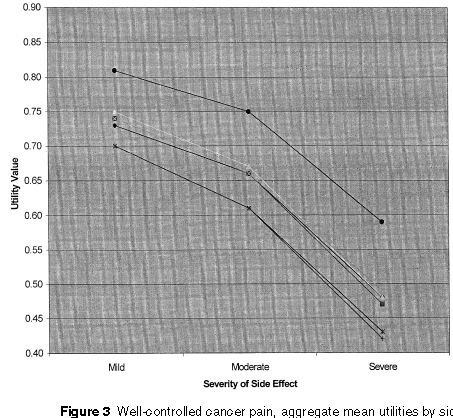 0.90
0.85
0.80
0.75
0.70
0.65
0.60
0.55
0.50
0.45
0.40
Utility Value
Mild Moderate Severe
Severity of Side Effect
Figure 3 Well-controlled cancer pain, aggregate mean utilities by sid